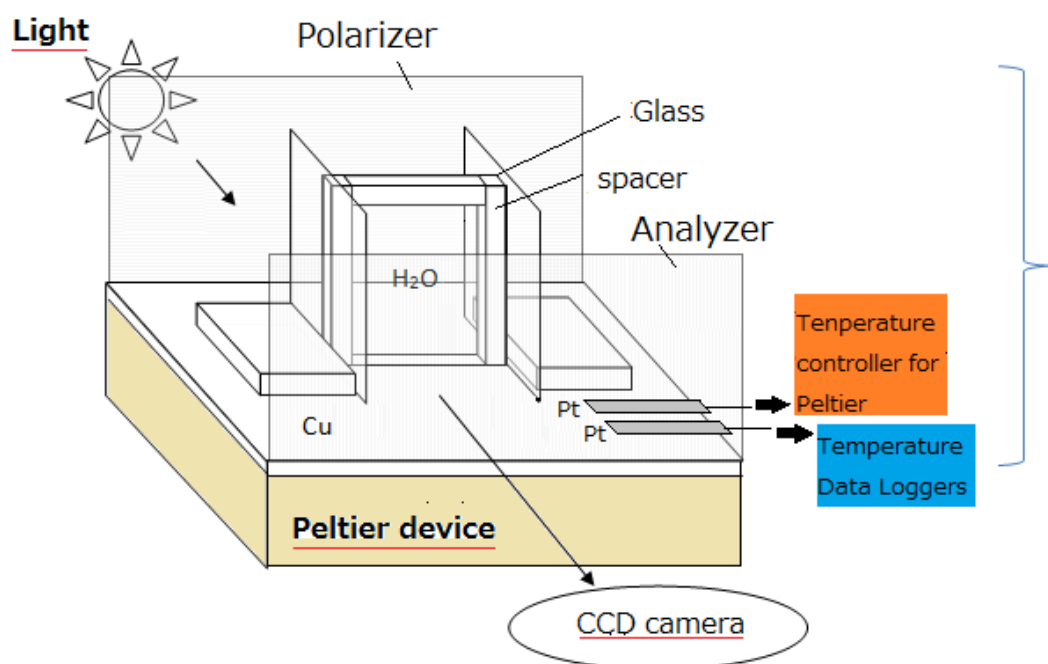 Light
Polarizer
Glass
spacer
Analyzer
H₂O
Tenperature
controller for
Peltier
Pt
Pt
Cu
Temperature
Data Loggers
Peltier device
CCD camera